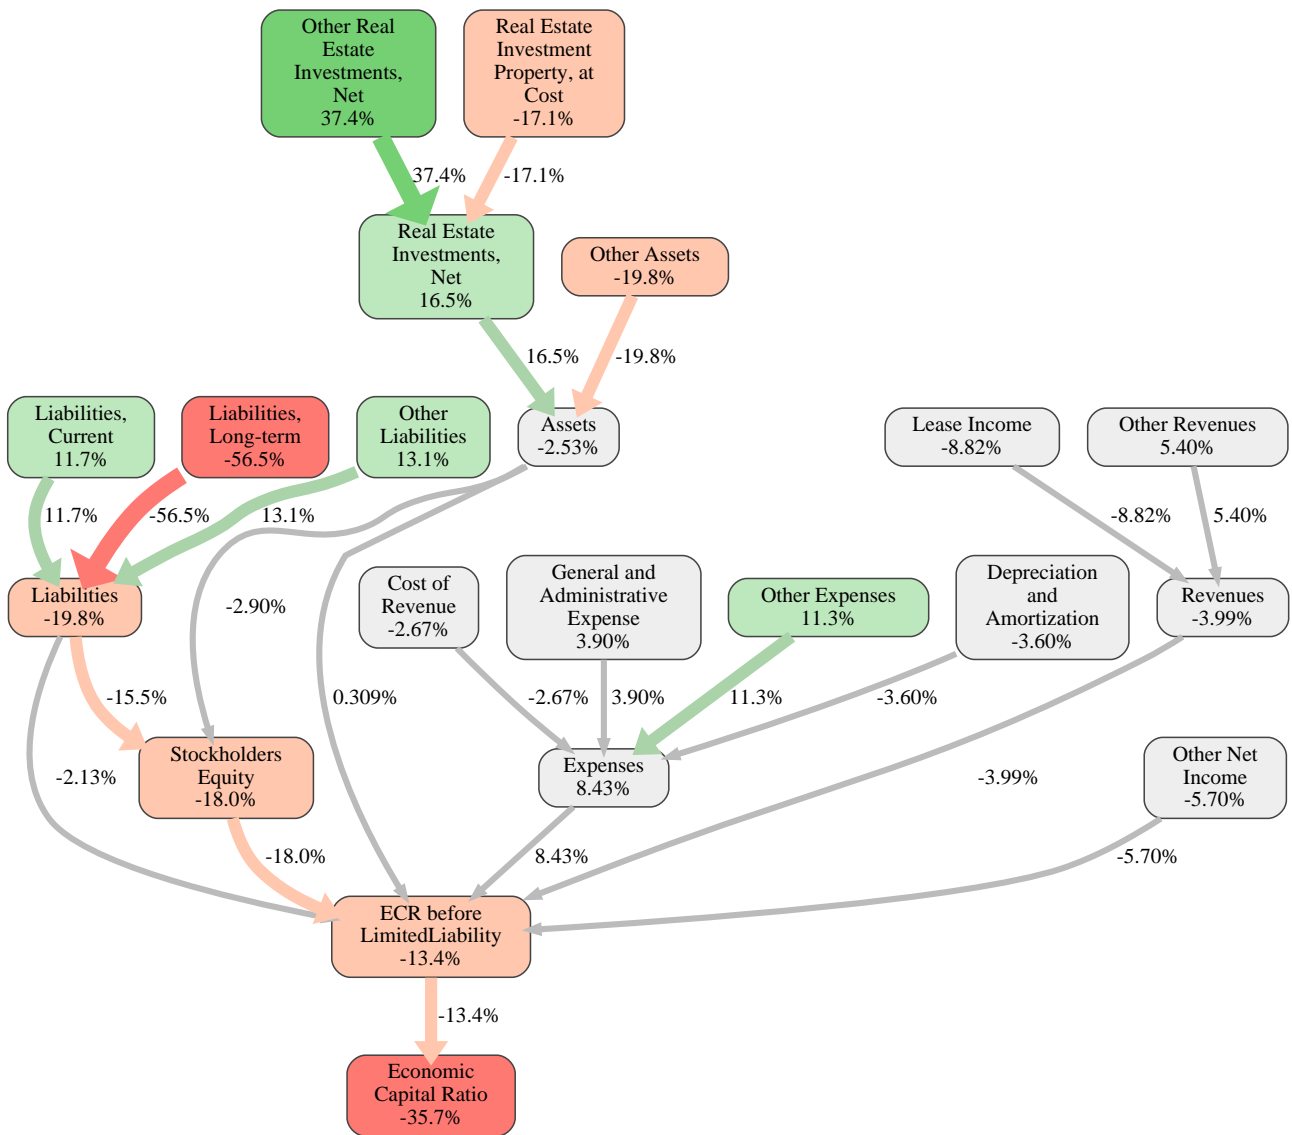 Other Real
Estate
Investments,
Net
37.4%
Real Estate
Investment
Property, at
Cost
-17.1%
37.4%
-17.1%
Real Estate
Investments,
Net
16.5%
Other Assets
-19.8%
16.5%
-19.8%
Liabilities,
Current
11.7%
Liabilities,
Long-term
-56.5%
Other
Liabilities
13.1%
Assets
-2.53%
Lease Income
-8.82%
Other Revenues
5.40%
11.7%
-56.5%
13.1%
-8.82%
5.40%
Liabilities
-19.8%
-2.90%
Cost of
Revenue
-2.67%
General and
Administrative
Expense
3.90%
Other Expenses
11.3%
Depreciation
and
Amortization
-3.60%
Revenues
-3.99%
-15.5%
0.309%
-2.67%
3.90%
11.3%
-3.60%
-2.13%
Stockholders
Equity
-18.0%
Expenses
8.43%
-3.99%
Other Net
Income
-5.70%
-18.0%
8.43%
-5.70%
ECR before
LimitedLiability
-13.4%
-13.4%
Economic
Capital Ratio
-35.7%